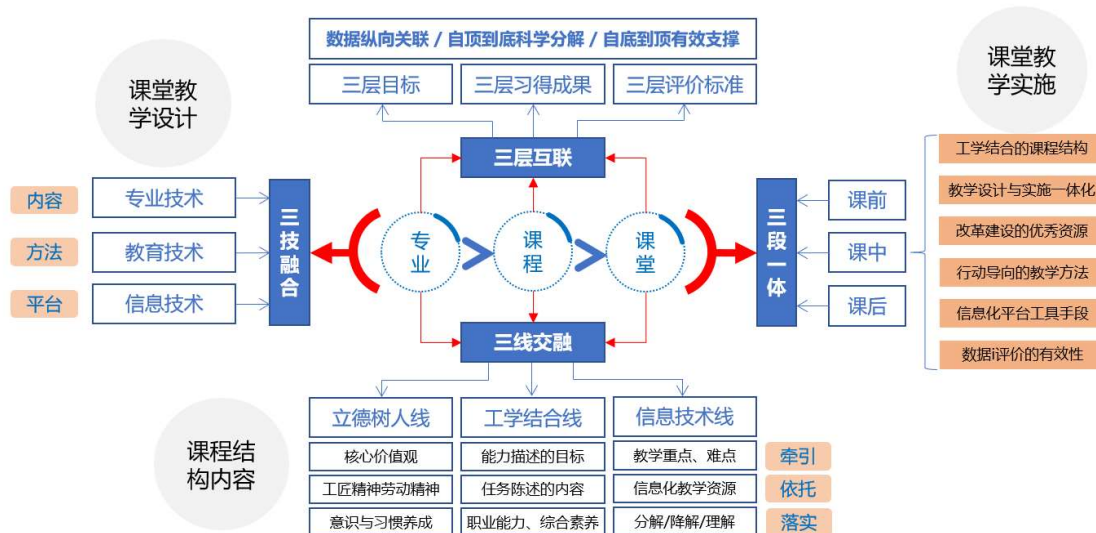 数据纵向关联 / 自顶到底科学分解 / 自底到顶有效支撑
课堂教
学设计
三层目标
三层习得成果
三层评价标准
课堂教
学实施
三层互联
内容
专业技术
方法
教育技术
平台
信息技术
三技融合
专业
课程
课堂
三段一体
课前
课中
课后
工学结合的课程结构
教学设计与实施一体化
改革建设的优秀资源
行动导向的教学方法
信息化平台工具手段
数据i评价的有效性
三线交融
课程结
构内容
立德树人线
工学结合线
信息技术线
核心价值观
能力描述的目标
教学重点、难点
牵引
工匠精神劳动精神
任务陈述的内容
信息化教学资源
依托
意识与习惯养成
职业能力、综合素养
分解/降解/理解
落实